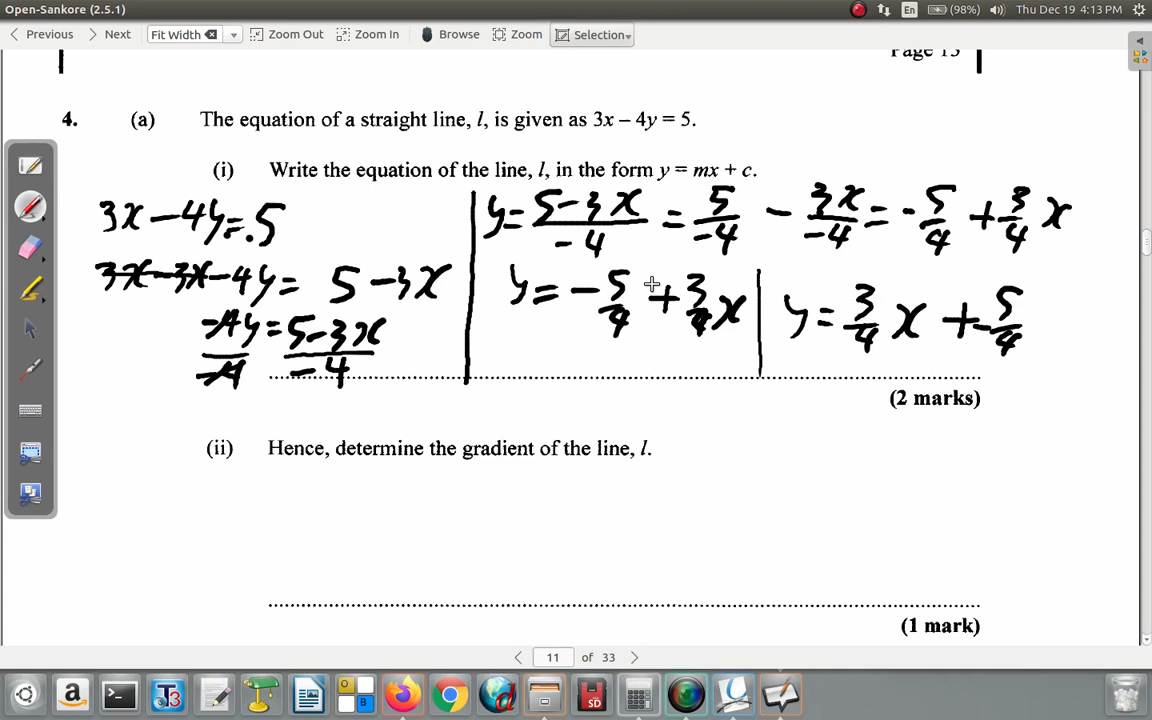 Open-Sankore (2.5.1)
En (98%) Thu Dec 19 4:13 PM
Previous Next Fit Width Zoom Out Zoom In Browse Zoom Selection
Page 13
4. (a) The equation of a straight line, l, is given as 3x – 4y = 5.
(i) Write the equation of the line, l, in the form y = mx + c.
3x - 4y = 5
3x - 3x - 4y = 5 - 3x
-4y/-4 = 5 - 3x/-4
y = 5 - 3x/-4 = 5/-4 - 3x/-4 = -5/4 + 3/4 x
y = -5/4 + 3/4 x
y = 3/4 x + -5/4
(2 marks)
(ii) Hence, determine the gradient of the line, l.
(1 mark)
11 of 33